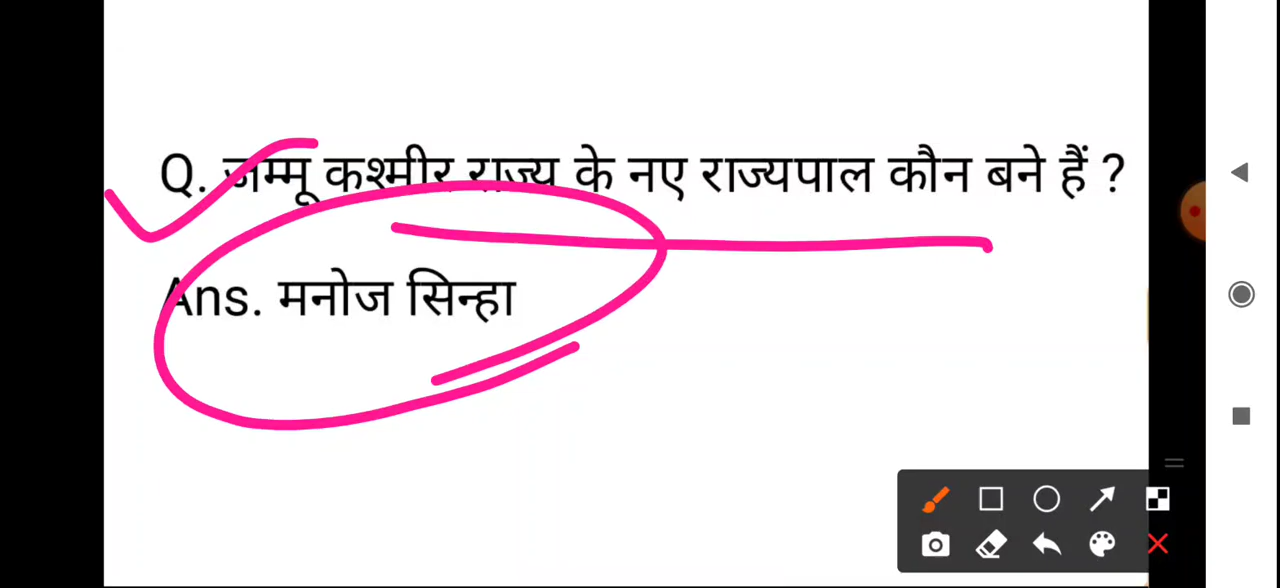 Q. जम्मू कश्मीर राज्य के नए राज्यपाल कौन बने हैं ?
Ans. मनोज सिन्हा